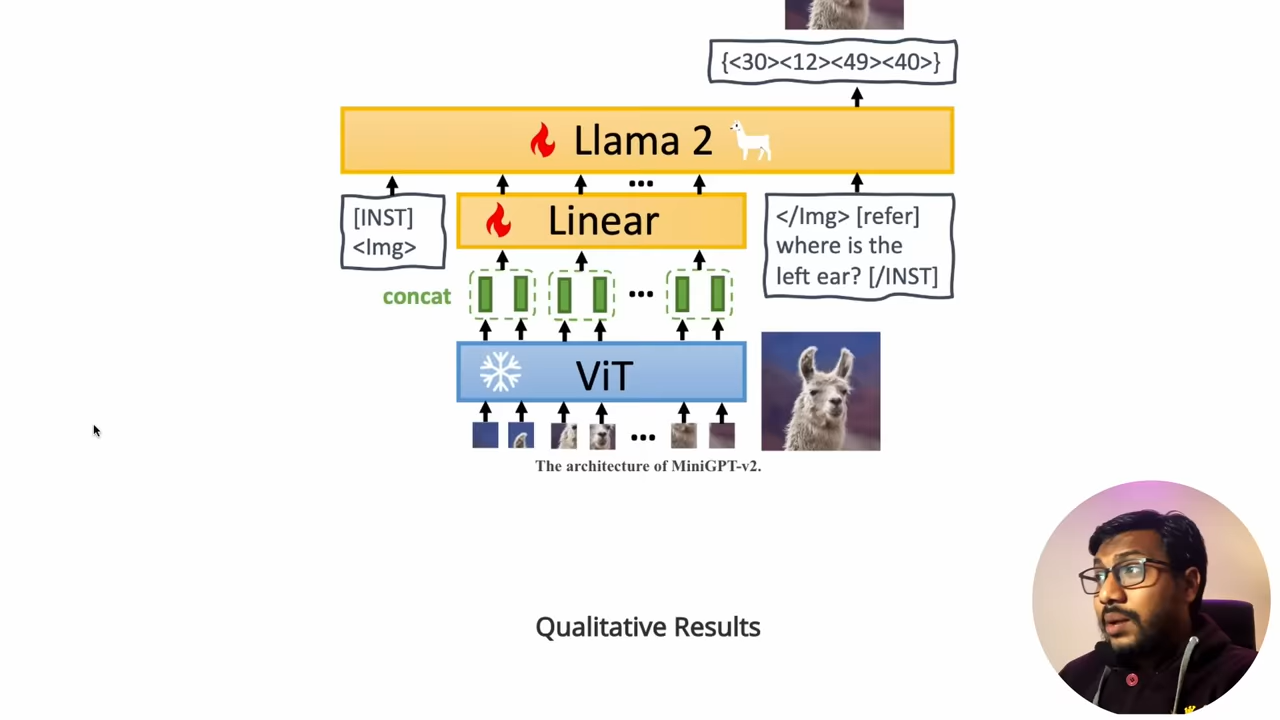 {<30><12><49><40>}
Llama 2
...
[INST]
<Img>
Linear
</Img> [refer]
where is the
left ear? [/INST]
concat
...
ViT
...
The architecture of MiniGPT-v2.
Qualitative Results